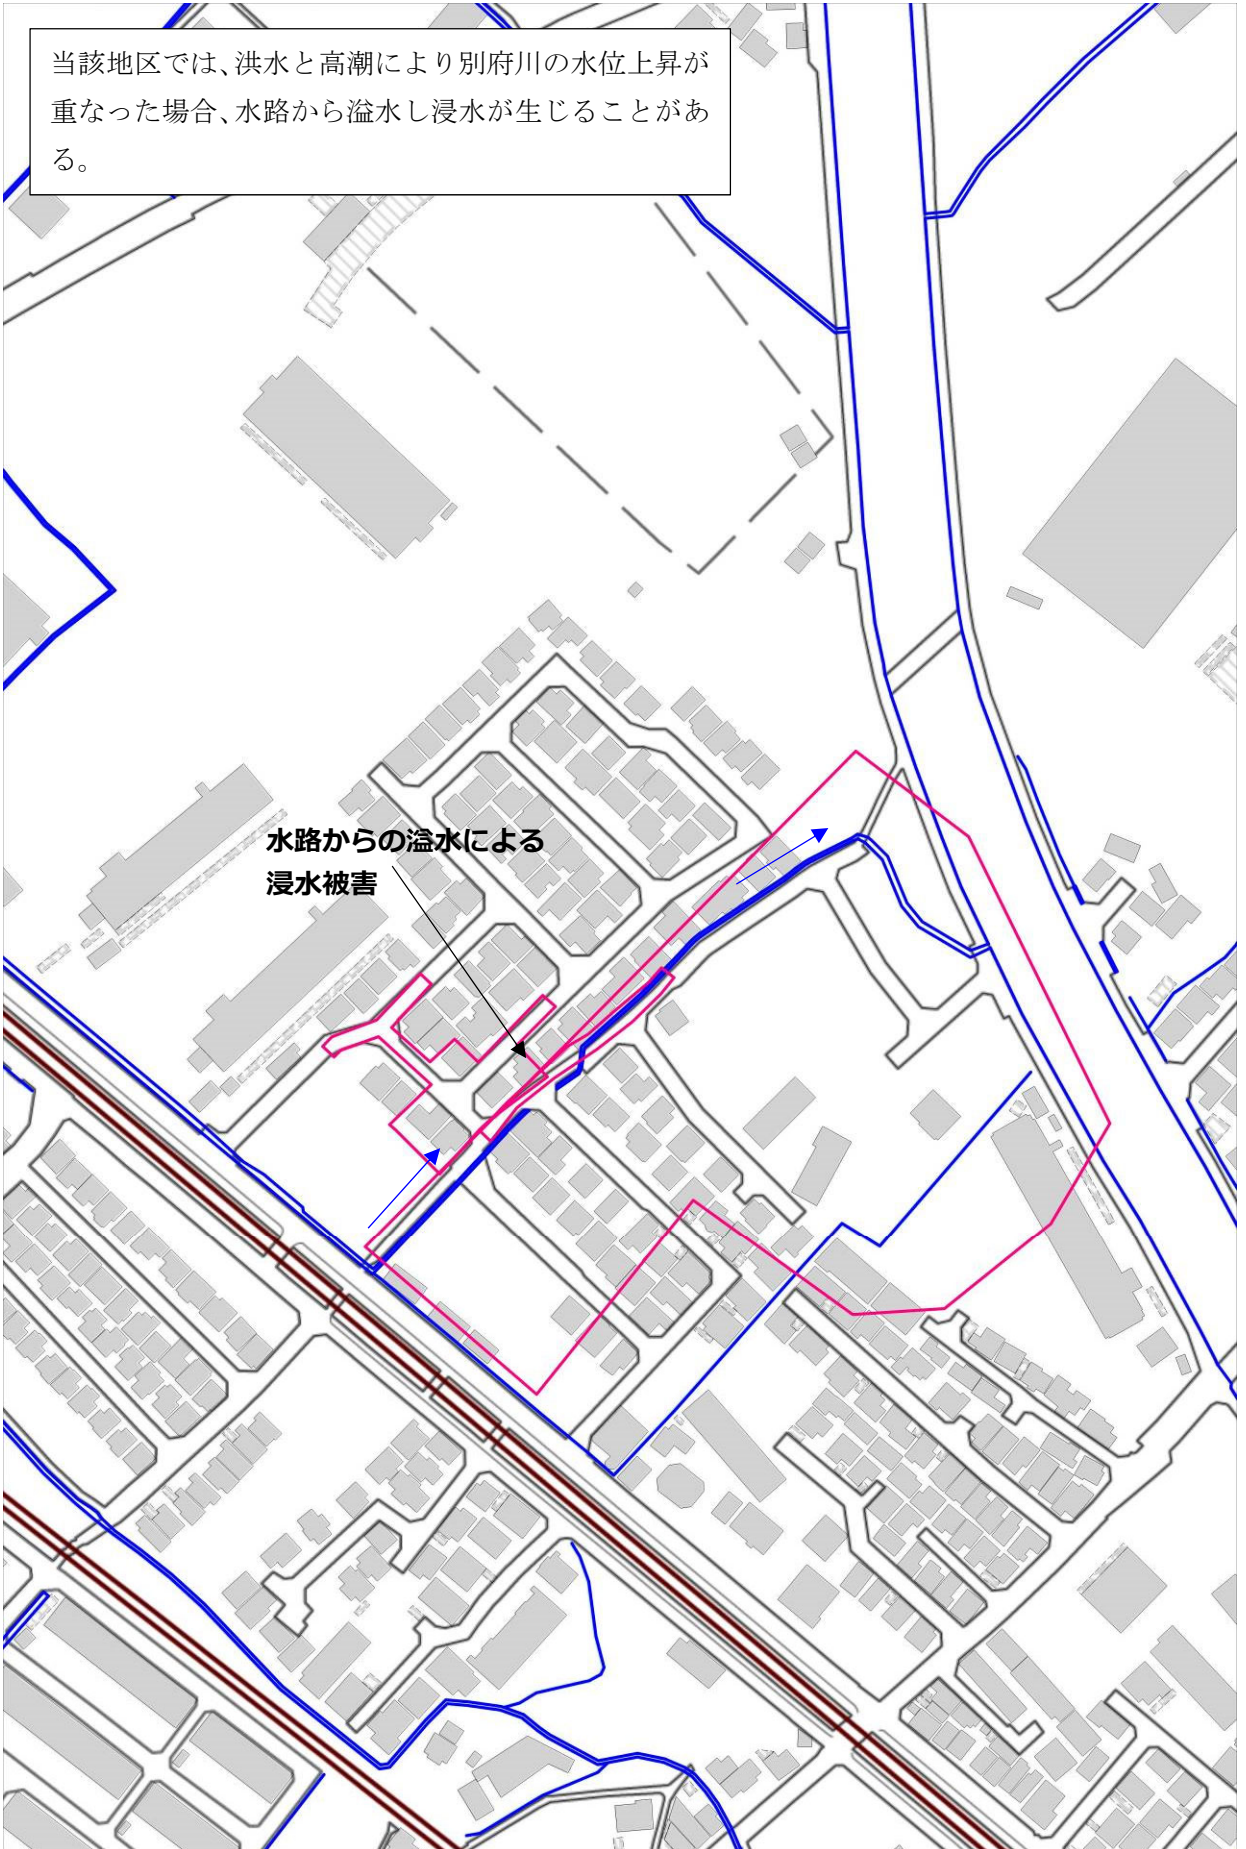 当該地区では、洪水と高潮により別府川の水位上昇が
重なった場合、水路から溢水し浸水が生じることがあ
る。
水路からの溢水による
浸水被害